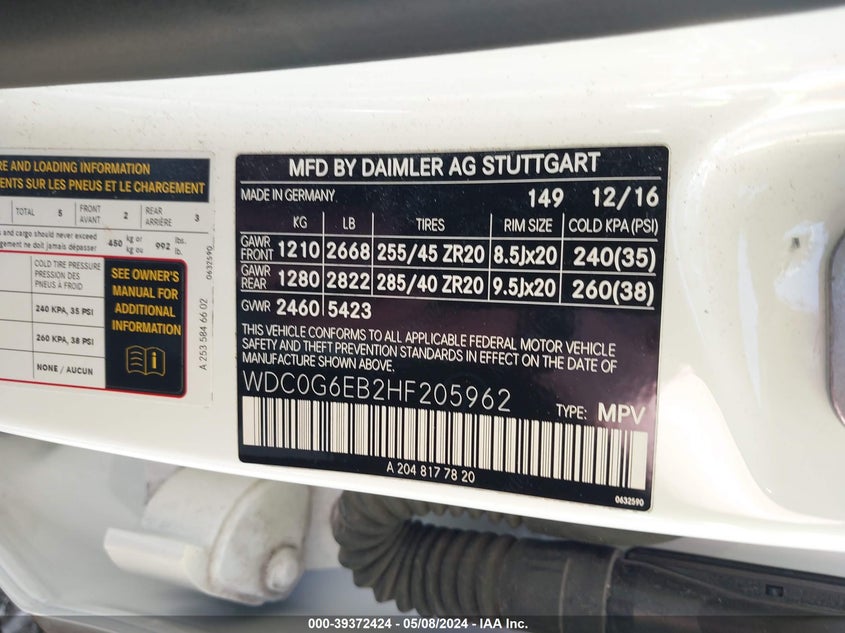 RE AND LOADING INFORMATION
MENTS SUR LES PNEUS ET LE CHARGEMENT
TOTAL 5 FRONT AVANT 2 REAR ARRIÈRE 3
and cargo should never exceed
gement ne doit jamais dépasser
450 kg or kg ou 992 lbs. lb.
COLD TIRE PRESSURE
PRESSION DES
PNEUS À FROID
240 KPA, 35 PSI
260 KPA, 38 PSI
NONE / AUCUN
SEE OWNER'S
MANUAL FOR
ADDITIONAL
INFORMATION
0632590
A 253 584 66 02
MFD BY DAIMLER AG STUTTGART
MADE IN GERMANY 149 12/16
KG LB TIRES RIM SIZE COLD KPA (PSI)
GAWR FRONT 1210 2668 255/45 ZR20 8.5Jx20 240(35)
GAWR REAR 1280 2822 285/40 ZR20 9.5Jx20 260(38)
GVWR 2460 5423
THIS VEHICLE CONFORMS TO ALL APPLICABLE FEDERAL MOTOR VEHICLE
SAFETY AND THEFT PREVENTION STANDARDS IN EFFECT ON THE DATE OF
MANUFACTURE SHOWN ABOVE.
WDC0G6EB2HF205962 TYPE: MPV
A 204 817 78 20
0632590
000-39372424 - 05/08/2024 - IAA Inc.